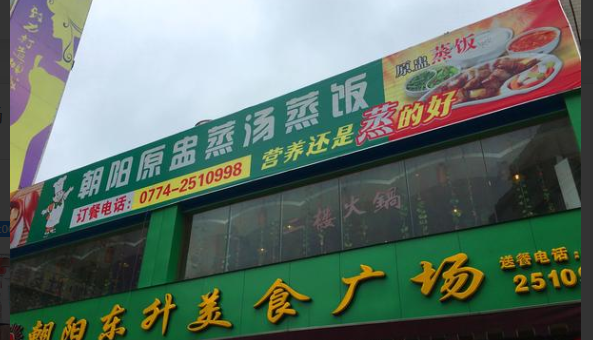 原盅蒸饭
朝阳原盅蒸汤蒸饭
订餐电话：0774-2510998
营养还是蒸的好
二楼火锅
朝阳东升美食广场
送餐电话：
2510